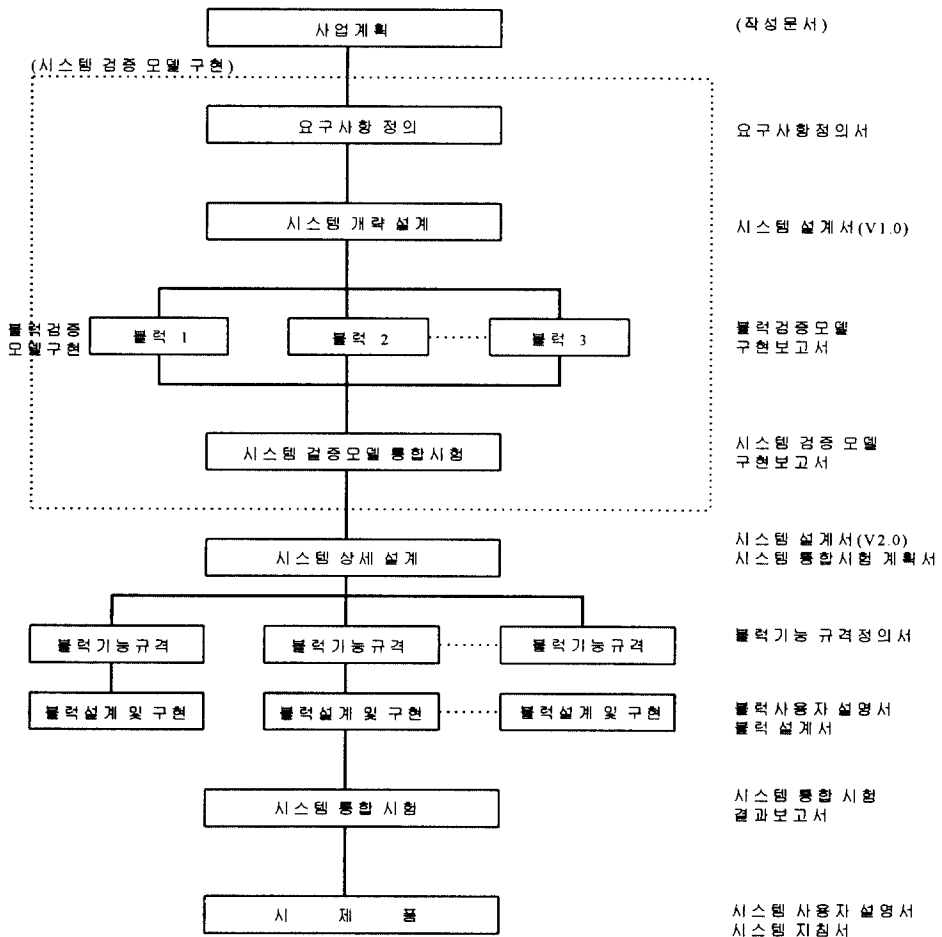 사업계획
(작성문서)
(시스템 검증 모델 구현)
요구사항 정의
요구사항정의서
시스템 개략 설계
시스템 설계서(V1.0)
블럭검증
모델구현
블럭 1
블럭 2
블럭 3
블럭검증모델
구현보고서
시스템 검증모델 통합시험
시스템 검증 모델
구현보고서
시스템 상세 설계
시스템 설계서(V2.0)
시스템 통합시험 계획서
블럭기능규격
블럭기능규격
블럭기능규격
블럭기능 규격정의서
블럭설계 및 구현
블럭설계 및 구현
블럭설계 및 구현
블럭사용자 설명서
블럭 설계서
시스템 통합 시험
시스템 통합 시험
결과보고서
시 제 품
시스템 사용자 설명서
시스템 지침서